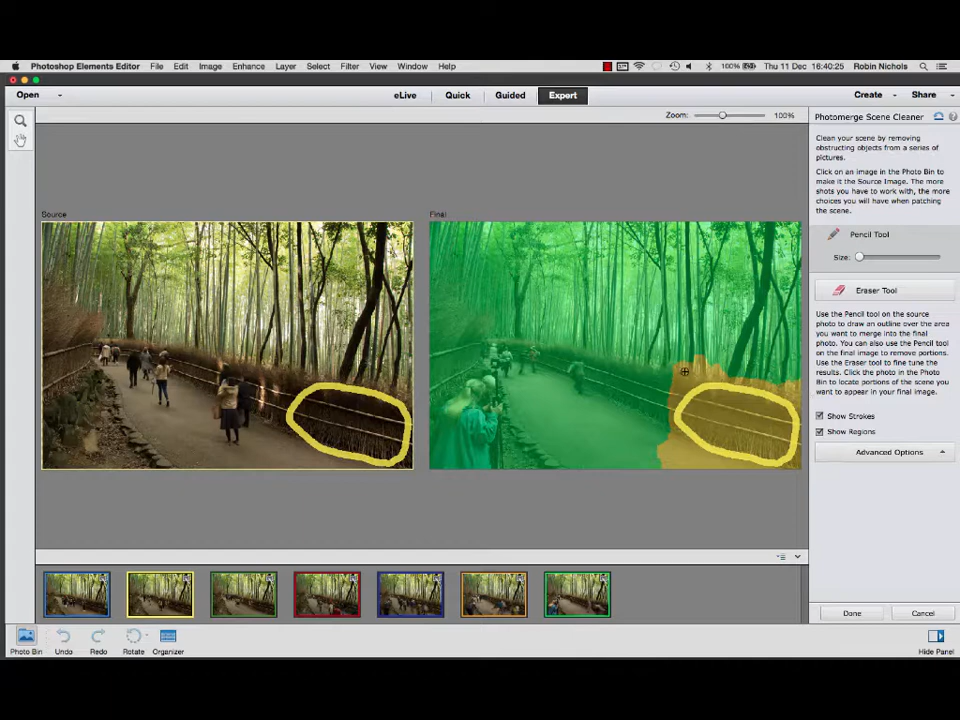 Photoshop Elements Editor File Edit Image Enhance Layer Select Filter View Window Help 100% Thu 11 Dec 16:40:25 Robin Nichols
Open eLive Quick Guided Expert Create Share
Zoom: 100%
Photomerge Scene Cleaner
Clean your scene by removing
obstructing objects from a series of
pictures.
Click on an image in the Photo Bin to
make it the Source Image. The more
shots you have to work with, the more
choices you will have when patching
the scene.
Source
Final
Pencil Tool
Size:
Eraser Tool
Use the Pencil tool on the source
photo to draw an outline over the area
you want to merge into the final
photo. You can also use the Pencil tool
on the final image to remove portions.
Use the Eraser tool to fine tune the
results. Click the photo in the Photo
Bin to locate portions of the scene you
want to appear in your final image.
Show Strokes
Show Regions
Advanced Options
Done Cancel
Photo Bin Undo Redo Rotate Organizer Hide Panel